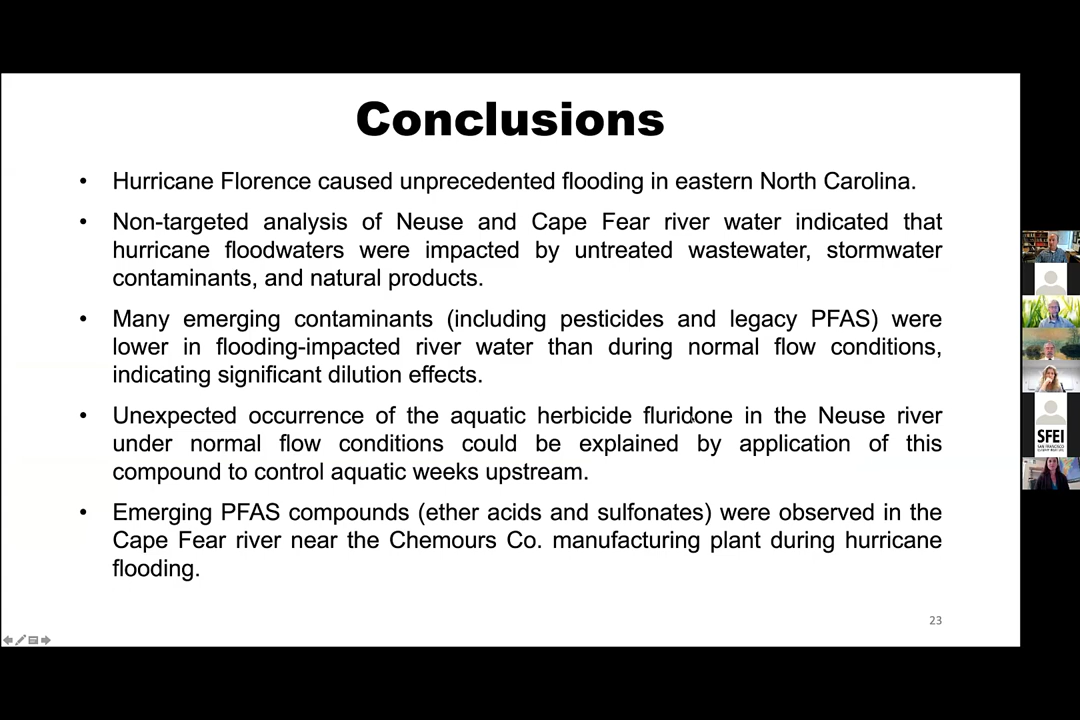 Conclusions
• Hurricane Florence caused unprecedented flooding in eastern North Carolina.
• Non-targeted analysis of Neuse and Cape Fear river water indicated that
hurricane floodwaters were impacted by untreated wastewater, stormwater
contaminants, and natural products.
• Many emerging contaminants (including pesticides and legacy PFAS) were
lower in flooding-impacted river water than during normal flow conditions,
indicating significant dilution effects.
• Unexpected occurrence of the aquatic herbicide fluridone in the Neuse river
under normal flow conditions could be explained by application of this
compound to control aquatic weeks upstream.
• Emerging PFAS compounds (ether acids and sulfonates) were observed in the
Cape Fear river near the Chemours Co. manufacturing plant during hurricane
flooding.
23
SFEI